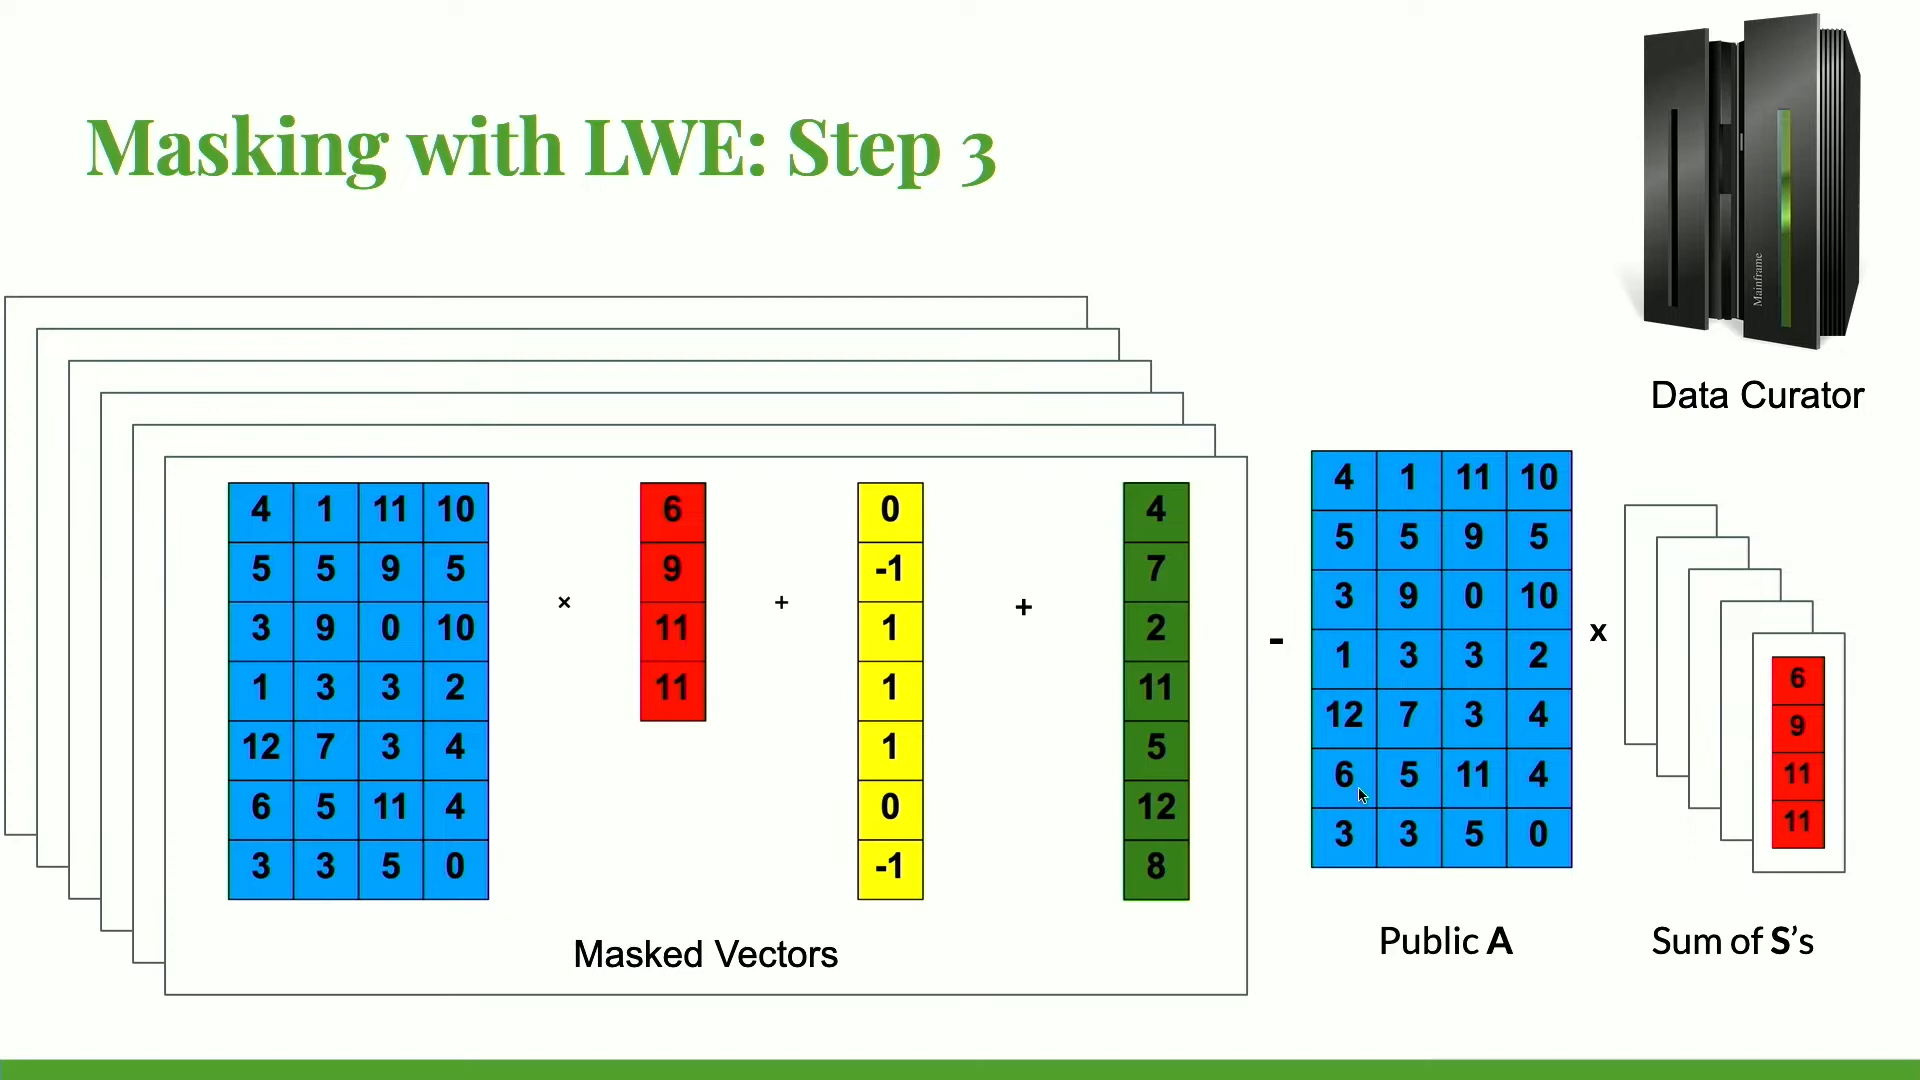 Masking with LWE: Step 3
Mainframe
Data Curator
4 1 11 10
5 5 9 5
3 9 0 10
1 3 3 2
12 7 3 4
6 5 11 4
3 3 5 0
×
6
9
11
11
+
0
-1
1
1
1
0
-1
+
4
7
2
11
5
12
8
Masked Vectors
-
4 1 11 10
5 5 9 5
3 9 0 10
1 3 3 2
12 7 3 4
6 5 11 4
3 3 5 0
Public A
x
6
9
11
11
Sum of S’s